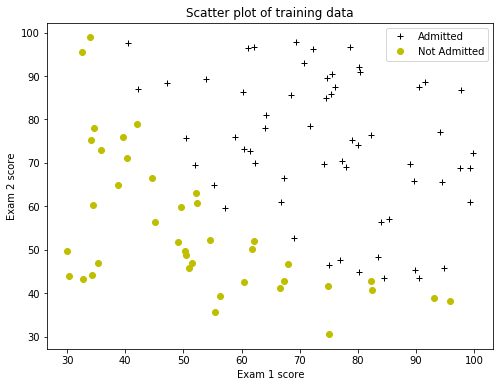 Scatter plot of training data
Admitted
Not Admitted
100
90
80
70
60
50
40
30
Exam 2 score
30 40 50 60 70 80 90 100
Exam 1 score